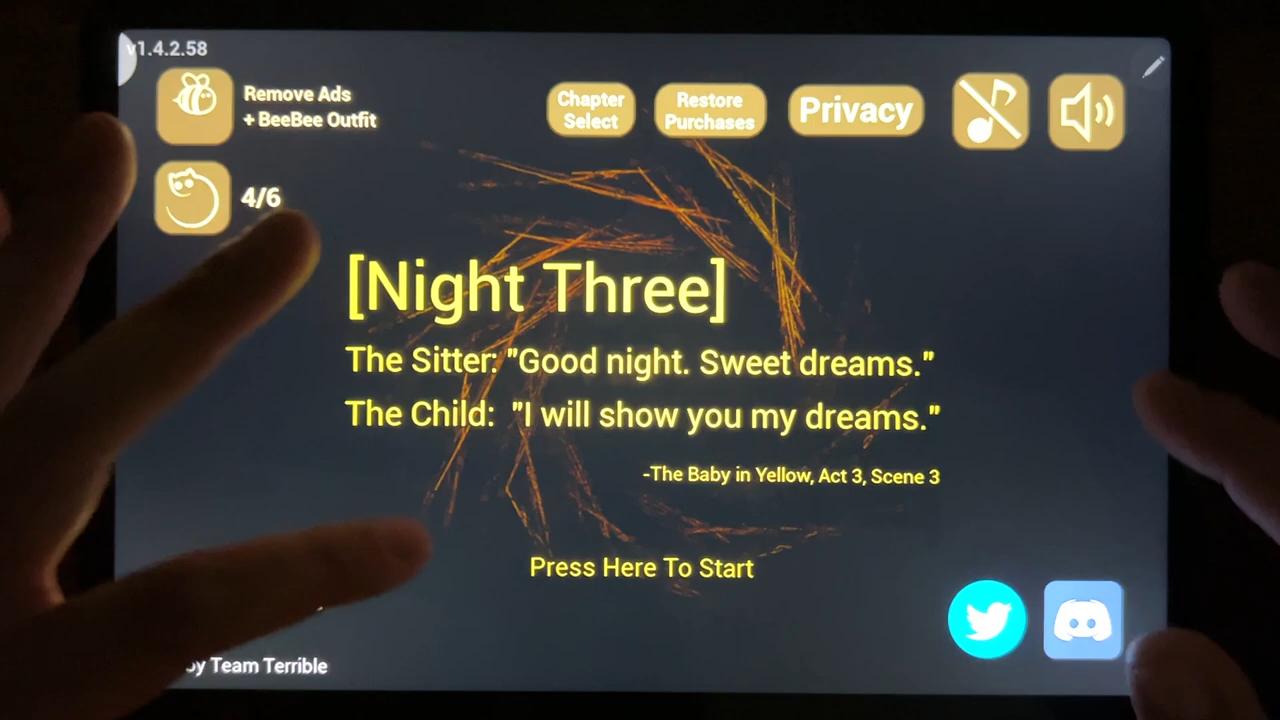 v1.4.2.58
Remove Ads
+ BeeBee Outfit
Chapter
Select
Restore
Purchases
Privacy
4/6
[Night Three]
The Sitter: "Good night. Sweet dreams."
The Child: "I will show you my dreams."
-The Baby in Yellow, Act 3, Scene 3
Press Here To Start
by Team Terrible